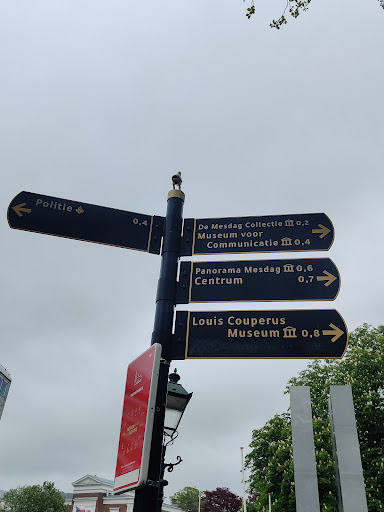 Politie
0,4
De Mesdag Collectie 0,2
Museum voor
Communicatie 0,4
Panorama Mesdag 0,6
Centrum 0,7
Louis Couperus
Museum 0,8